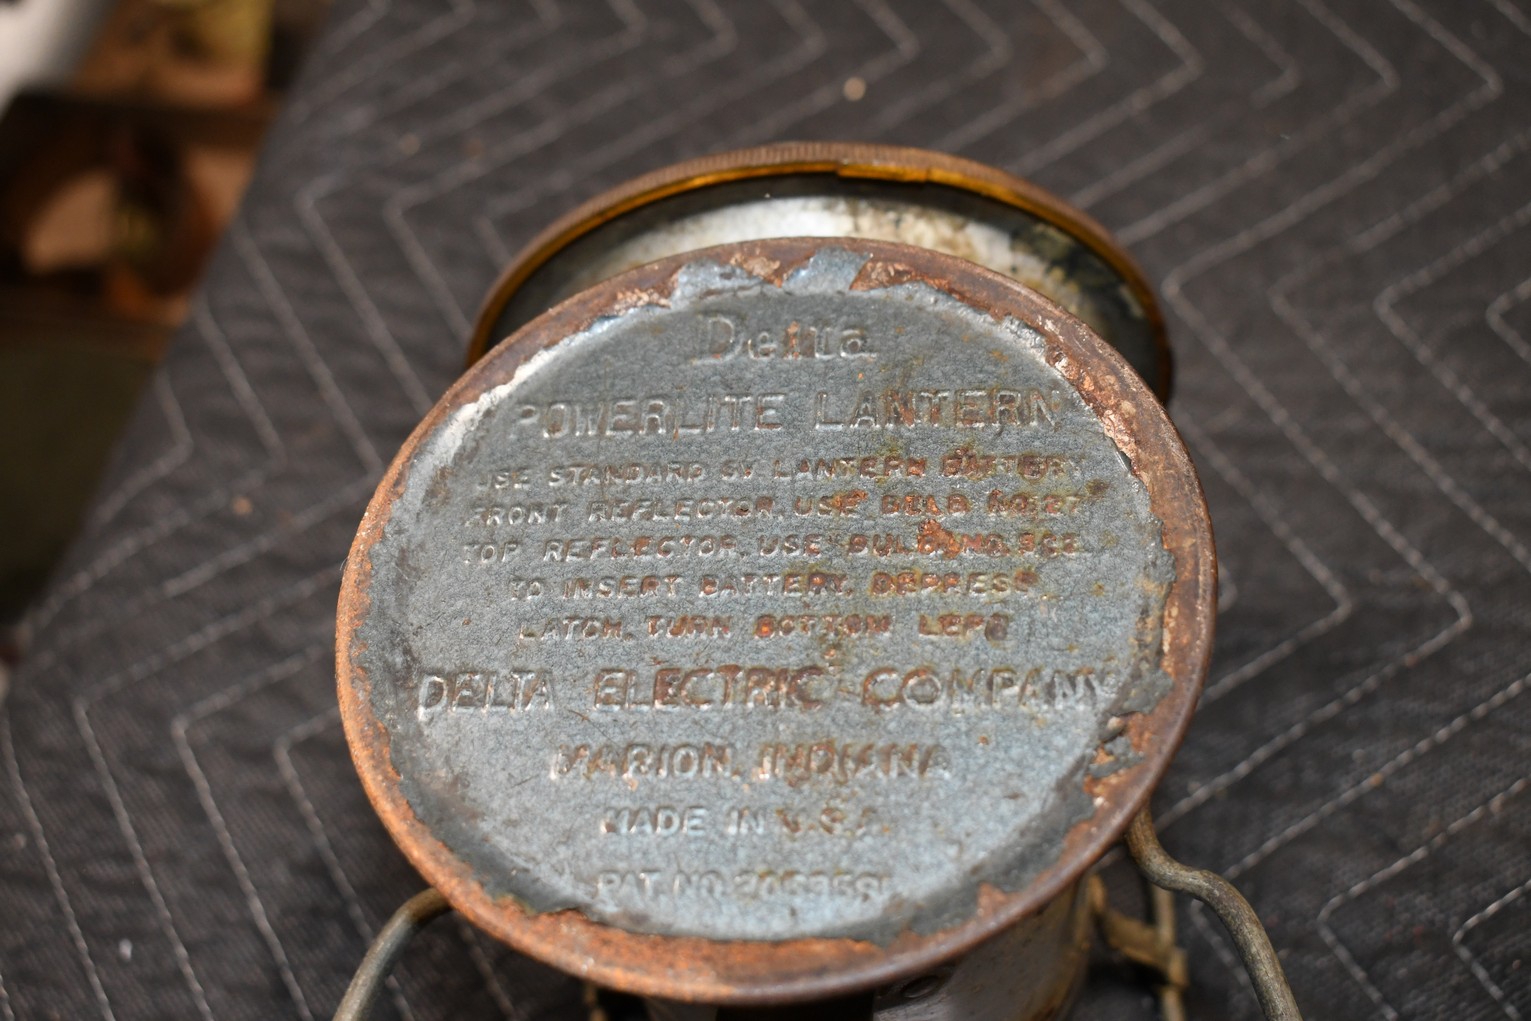 Delta
POWERLITE LANTERN
USE STANDARD 6V LANTERN BATTERY
FRONT REFLECTOR, USE BULB NO.
TOP REFLECTOR, USE BULB, NO.
TO INSERT BATTERY, DEPRESS
LATCH, TURN BOTTOM LEFT
DELTA ELECTRIC COMPANY
MARION, INDIANA
MADE IN U.S.A.
PAT. NO.